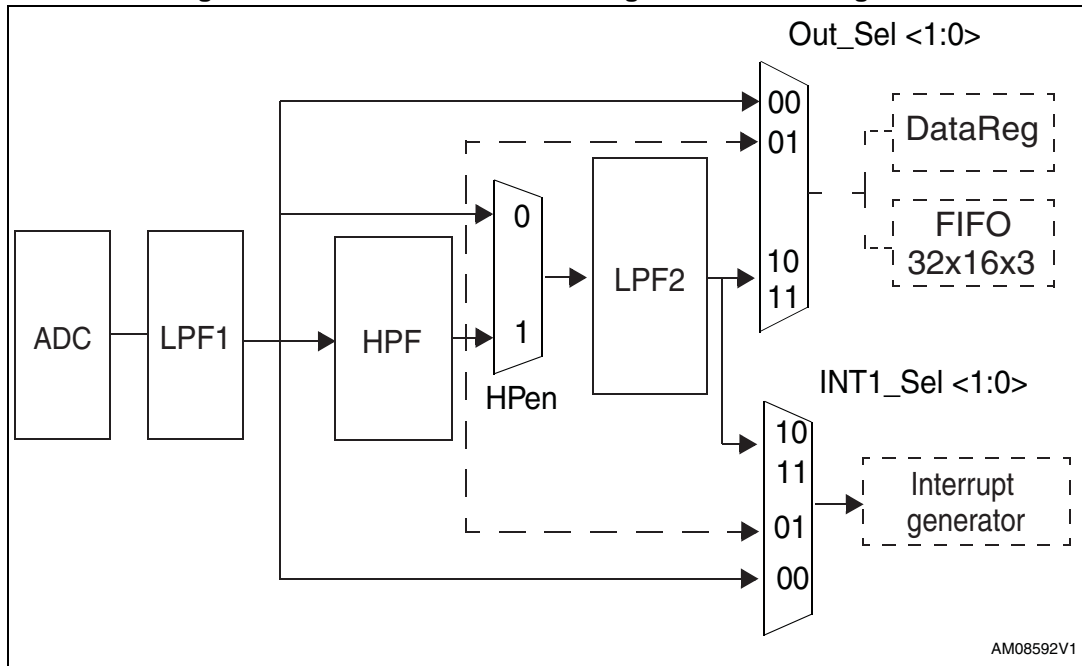 Out_Sel <1:0>
00
01
10
11
DataReg
FIFO
32x16x3
ADC
LPF1
HPF
0
1
HPen
LPF2
INT1_Sel <1:0>
10
11
01
00
Interrupt
generator
AM08592V1